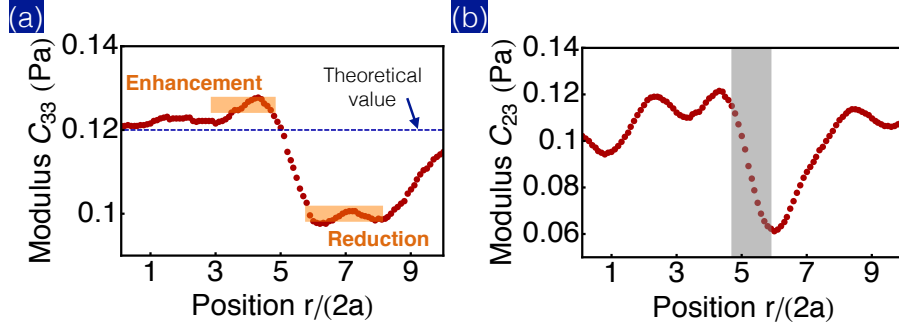 (a)
Modulus C33 (Pa)
0.14
0.12
0.1
Enhancement
Theoretical
value
Reduction
1 3 5 7 9
Position r/(2a)
(b)
Modulus C23 (Pa)
0.14
0.12
0.10
0.08
0.06
1 3 5 7 9
Position r/(2a)